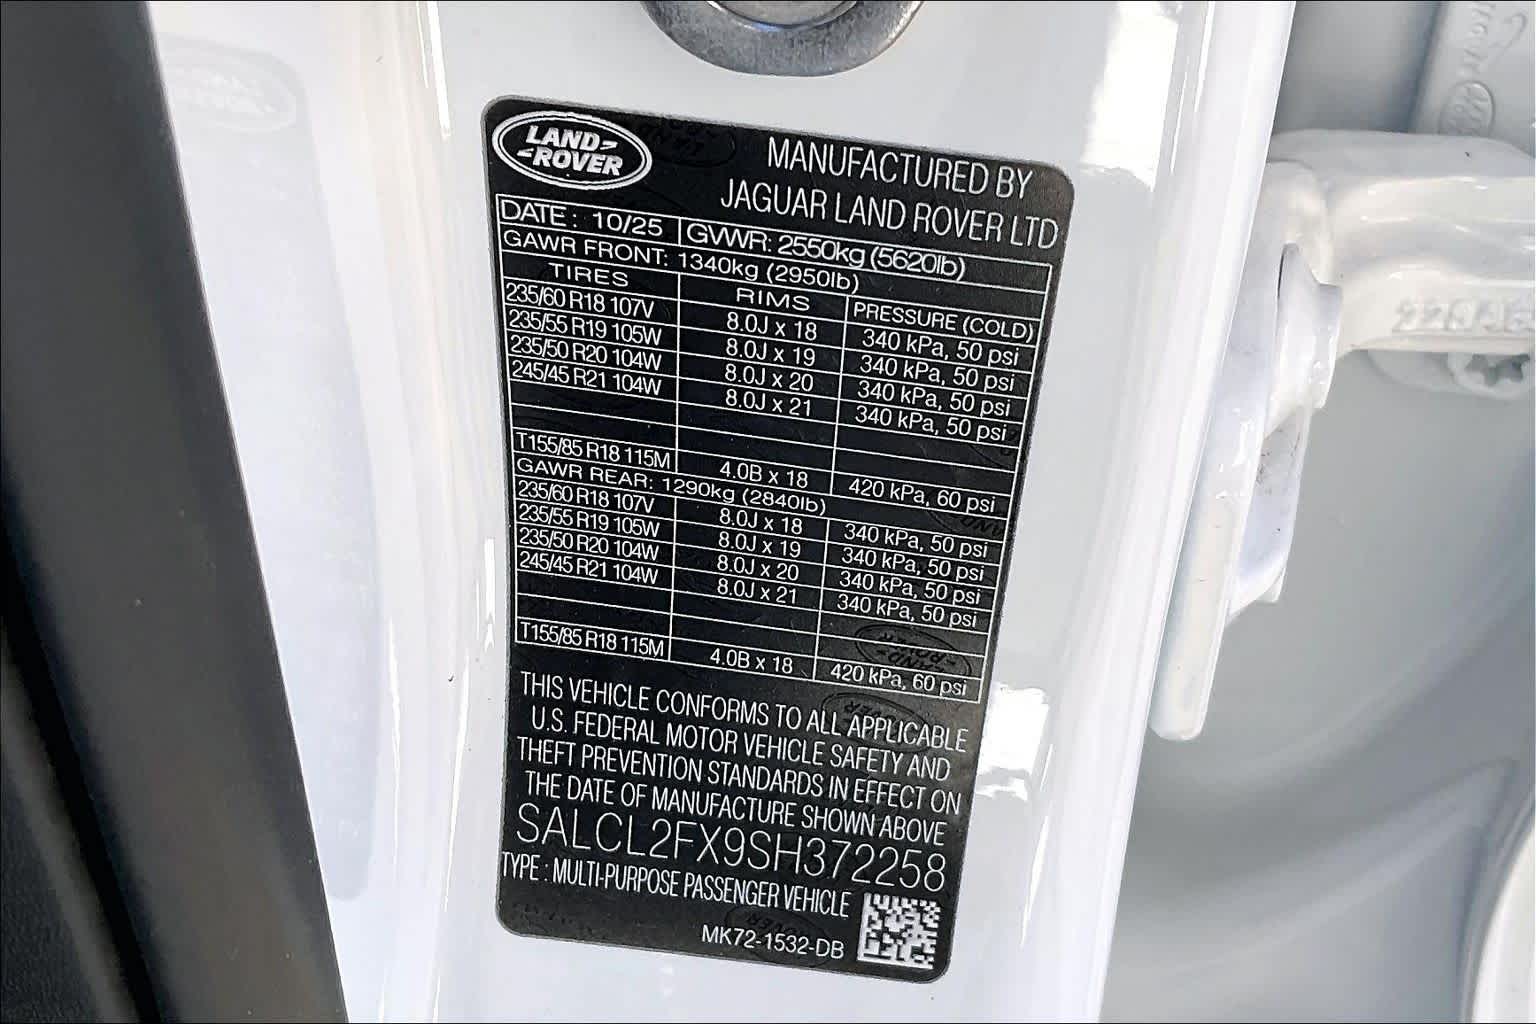 LAND ROVER
MANUFACTURED BY
JAGUAR LAND ROVER LTD
DATE: 10/25 GVWR: 2550kg (5620lb)
GAWR FRONT: 1340kg (2950lb)
TIRES RIMS PRESSURE (COLD)
235/60 R18 107V 8.0J x 18 340 kPa, 50 psi
235/55 R19 105W 8.0J x 19 340 kPa, 50 psi
235/50 R20 104W 8.0J x 20 340 kPa, 50 psi
245/45 R21 104W 8.0J x 21 340 kPa, 50 psi
T155/85 R18 115M 4.0B x 18 420 kPa, 60 psi
GAWR REAR: 1290kg (2840lb)
235/60 R18 107V 8.0J x 18 340 kPa, 50 psi
235/55 R19 105W 8.0J x 19 340 kPa, 50 psi
235/50 R20 104W 8.0J x 20 340 kPa, 50 psi
245/45 R21 104W 8.0J x 21 340 kPa, 50 psi
T155/85 R18 115M 4.0B x 18 420 kPa, 60 psi
THIS VEHICLE CONFORMS TO ALL APPLICABLE
U.S. FEDERAL MOTOR VEHICLE SAFETY AND
THEFT PREVENTION STANDARDS IN EFFECT ON
THE DATE OF MANUFACTURE SHOWN ABOVE
SALCL2FX9SH372258
TYPE : MULTI-PURPOSE PASSENGER VEHICLE
MK72-1532-DB